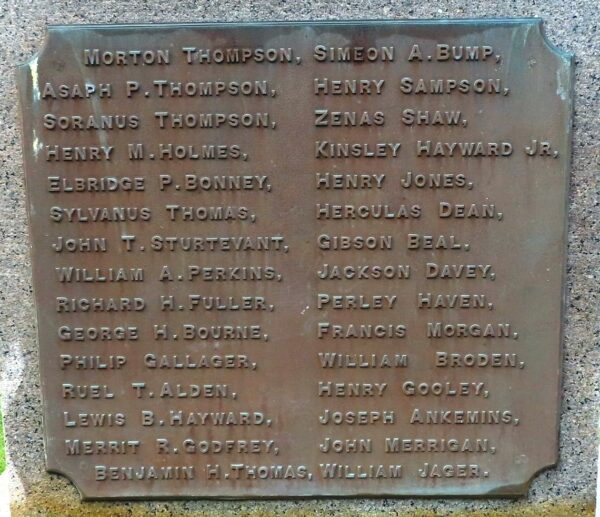 Morton Thompson, Simeon A. Bump,
Asaph P. Thompson, Henry Sampson,
Soranus Thompson, Zenas Shaw,
Henry M. Holmes, Kinsley Hayward Jr,
Elbridge P. Bonney, Henry Jones,
Sylvanus Thomas, Herculas Dean,
John T. Sturtevant, Gibson Beal,
William A. Perkins, Jackson Davey,
Richard H. Fuller, Perley Haven,
George H. Bourne, Francis Morgan,
Philip Gallager, William Broden,
Ruel T. Alden, Henry Gooley,
Lewis B. Hayward, Joseph Ankemins,
Merrit R. Godfrey, John Merrigan,
Benjamin H. Thomas, William Jager.